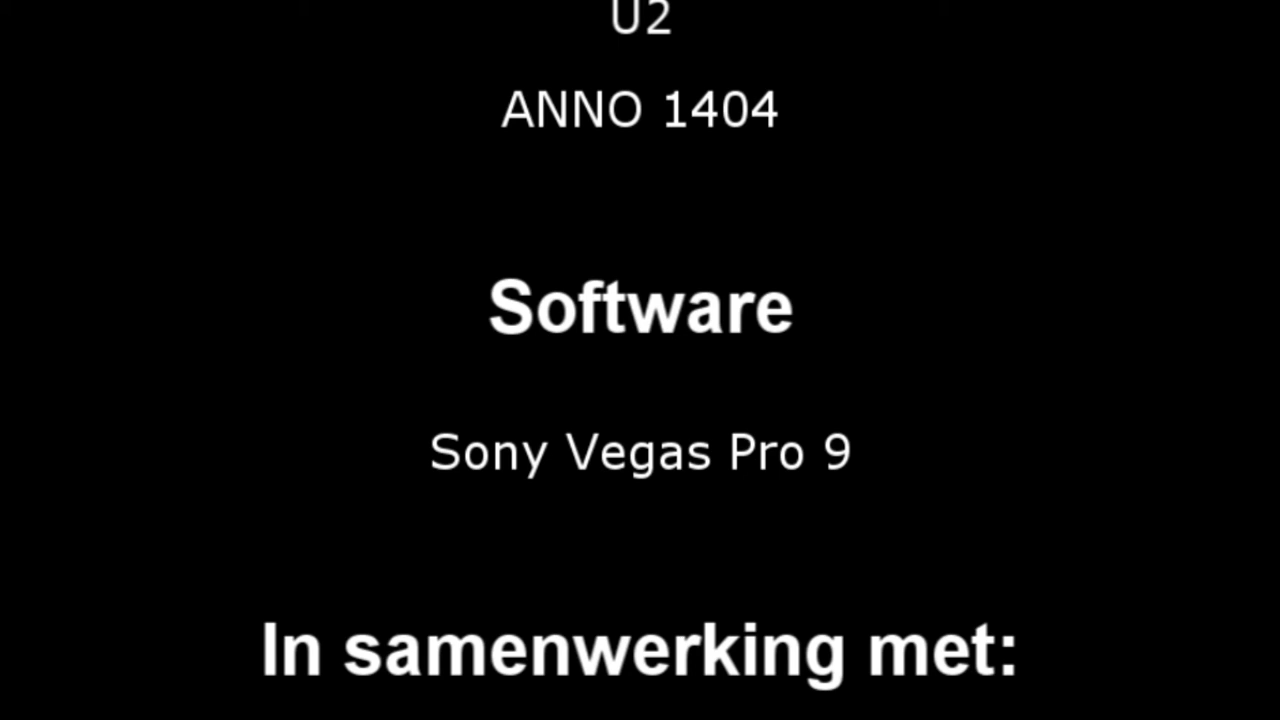 U2
ANNO 1404
Software
Sony Vegas Pro 9
In samenwerking met: